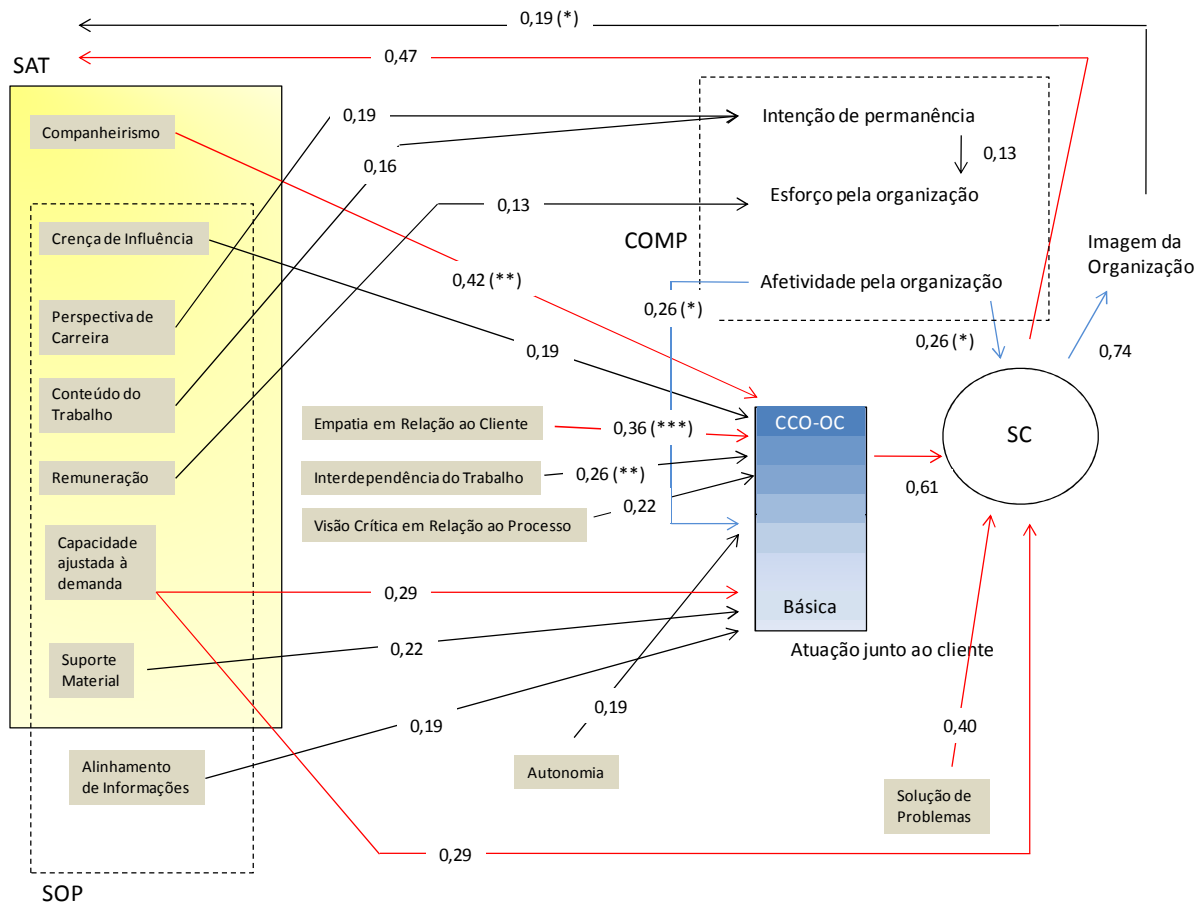 0,19 (*)
0,47
SAT
Companheirismo
0,19
Intenção de permanência
0,16
0,13
Esforço pela organização
0,13
Crença de Influência
COMP
Imagem da
Organização
0,42 (**)
Afetividade pela organização
0,26 (*)
Perspectiva de
Carreira
0,19
0,26 (*)
0,74
Conteúdo do
Trabalho
Empatia em Relação ao Cliente
0,36 (***)
CCO-OC
SC
Remuneração
Interdependência do Trabalho
0,26 (**)
0,61
Visão Crítica em Relação ao Processo
0,22
Capacidade
ajustada à
demanda
0,29
Básica
0,22
Atuação junto ao cliente
Suporte
Material
0,19
0,19
0,40
Alinhamento
de Informações
Autonomia
Solução de
Problemas
0,29
SOP